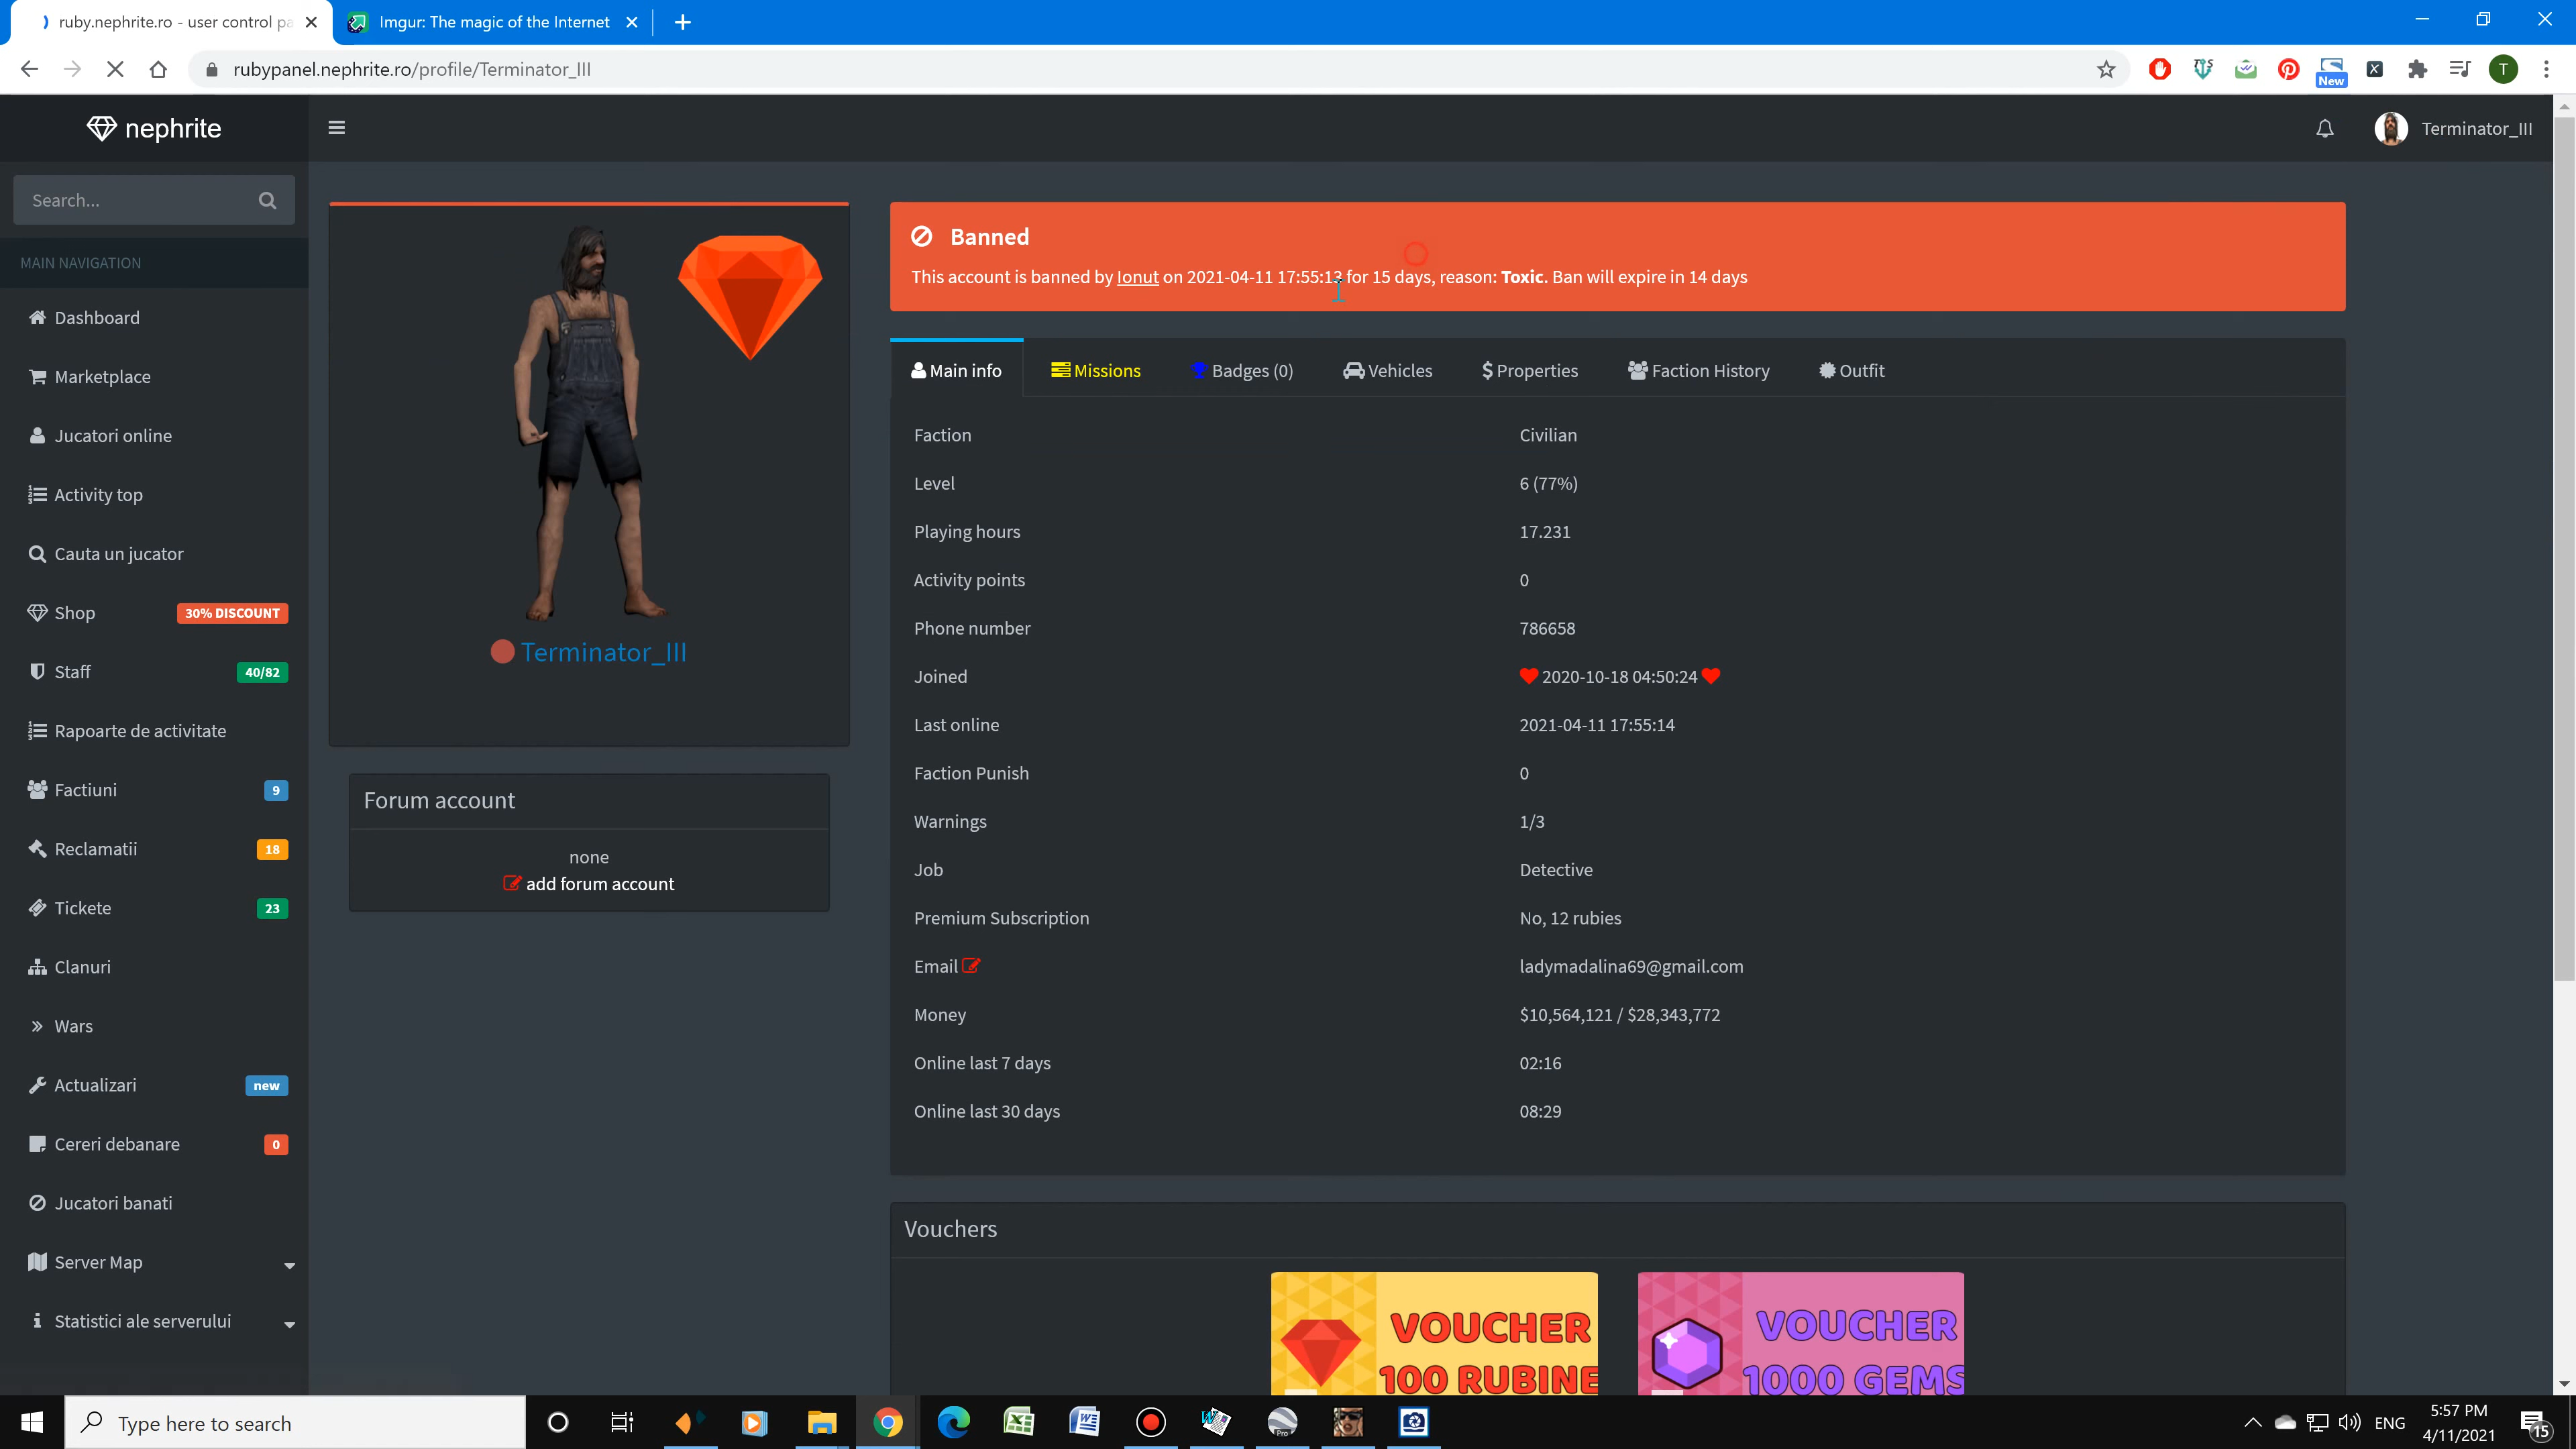 ruby.nephrite.ro - user control pa
Imgur: The magic of the Internet
rubypanel.nephrite.ro/profile/Terminator_III
New
T
nephrite
Terminator_III
Search...
MAIN NAVIGATION
Dashboard
Marketplace
Jucatori online
Activity top
Cauta un jucator
Shop 30% DISCOUNT
Staff 40/82
Rapoarte de activitate
Factiuni 9
Reclamatii 18
Tickete 23
Clanuri
Wars
Actualizari new
Cereri debanare 0
Jucatori banati
Server Map
Statistici ale serverului
Terminator_III
Forum account
none
add forum account
Banned
This account is banned by Ionut on 2021-04-11 17:55:13 for 15 days, reason: Toxic. Ban will expire in 14 days
Main info Missions Badges (0) Vehicles $ Properties Faction History Outfit
Faction Civilian
Level 6 (77%)
Playing hours 17.231
Activity points 0
Phone number 786658
Joined 2020-10-18 04:50:24
Last online 2021-04-11 17:55:14
Faction Punish 0
Warnings 1/3
Job Detective
Premium Subscription No, 12 rubies
Email ladymadalina69@gmail.com
Money $10,564,121 / $28,343,772
Online last 7 days 02:16
Online last 30 days 08:29
Vouchers
VOUCHER
100 RUBINE
VOUCHER
1000 GEMS
Type here to search
Pro
ENG
5:57 PM
4/11/2021
15